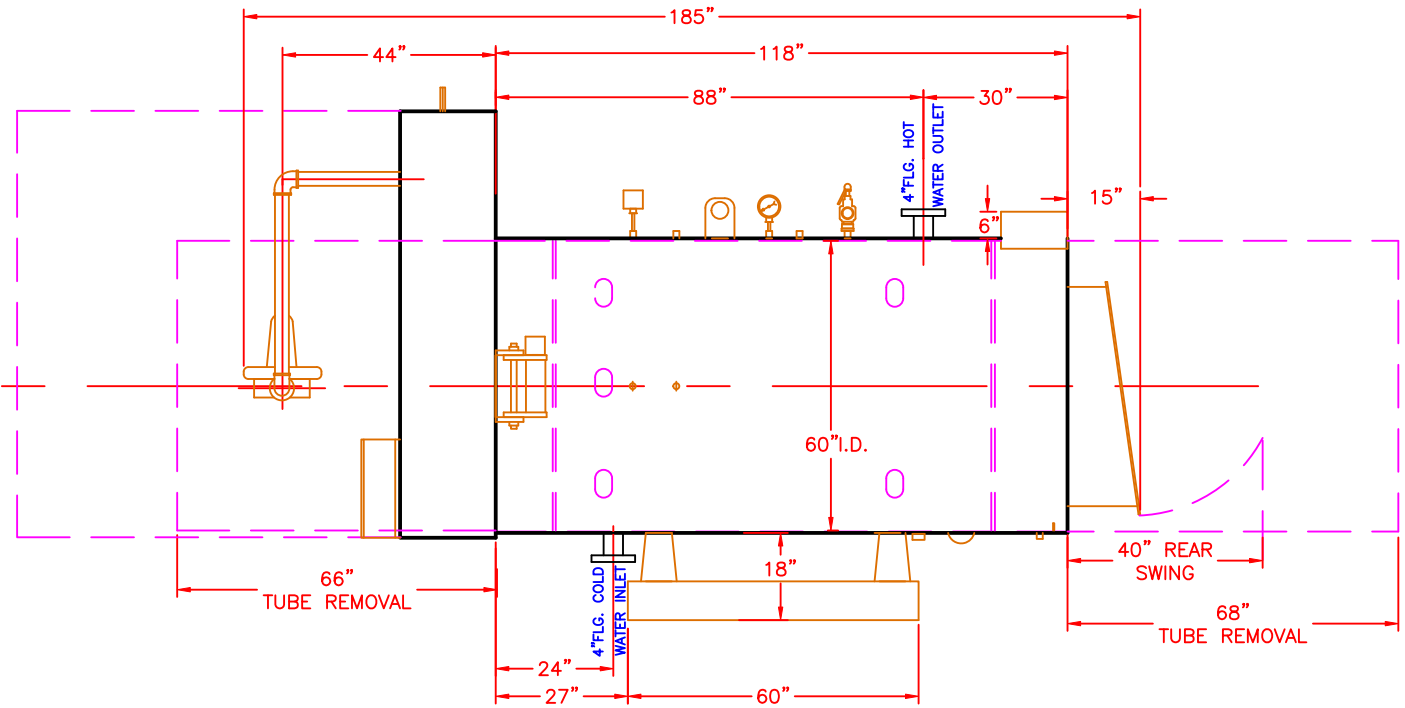 185”
44”
118”
88”
30”
4”FLG. HOT
WATER OUTLET
15”
6”
60”I.D.
18”
40” REAR
SWING
66”
TUBE REMOVAL
68”
TUBE REMOVAL
4”FLG. COLD
WATER INLET
24”
27”
60”